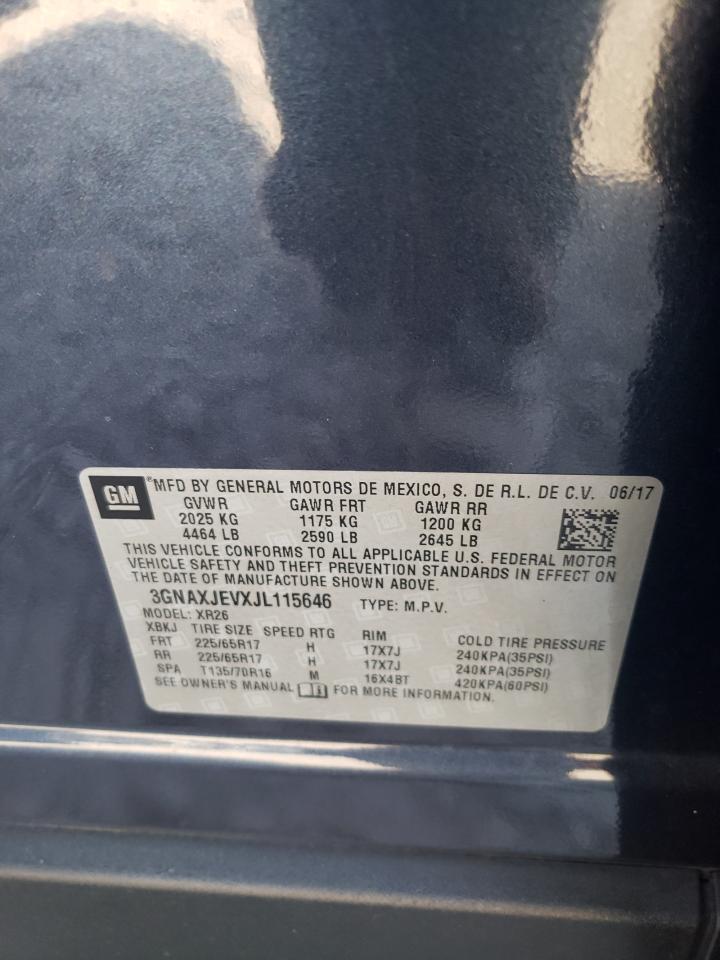 GM ®MFD BY GENERAL MOTORS DE MEXICO, S. DE R.L. DE C.V. 06/17
GVWR GAWR FRT GAWR RR
2025 KG 1175 KG 1200 KG
4464 LB 2590 LB 2645 LB
THIS VEHICLE CONFORMS TO ALL APPLICABLE U.S. FEDERAL MOTOR
VEHICLE SAFETY AND THEFT PREVENTION STANDARDS IN EFFECT ON
THE DATE OF MANUFACTURE SHOWN ABOVE.
3GNAXJEVXJL115646 TYPE: M.P.V.
MODEL: XR26
XBKJ TIRE SIZE SPEED RTG RIM COLD TIRE PRESSURE
FRT 225/65R17 H 17X7J 240KPA(35PSI)
RR 225/65R17 H 17X7J 240KPA(35PSI)
SPA T135/70R16 M 16X4BT 420KPA(60PSI)
SEE OWNER'S MANUAL FOR MORE INFORMATION.